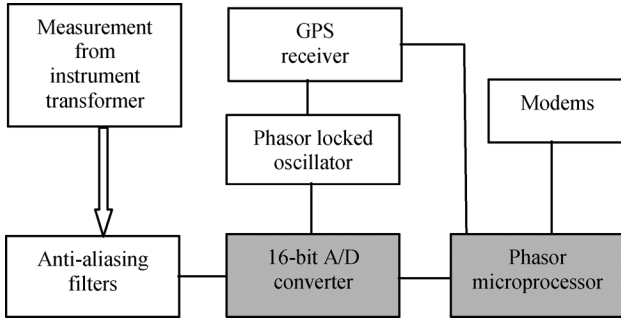 Measurement
from
instrument
transformer
GPS
receiver
Modems
Phasor locked
oscillator
Anti-aliasing
filters
16-bit A/D
converter
Phasor
microprocessor